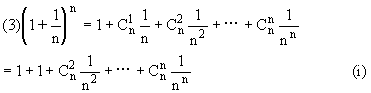 (3)(1 + 1/n)^n = 1 + C_n^1 1/n + C_n^2 1/n^2 + ⋯ + C_n^n 1/n^n
= 1 + 1 + C_n^2 1/n^2 + ⋯ + C_n^n 1/n^n (i)